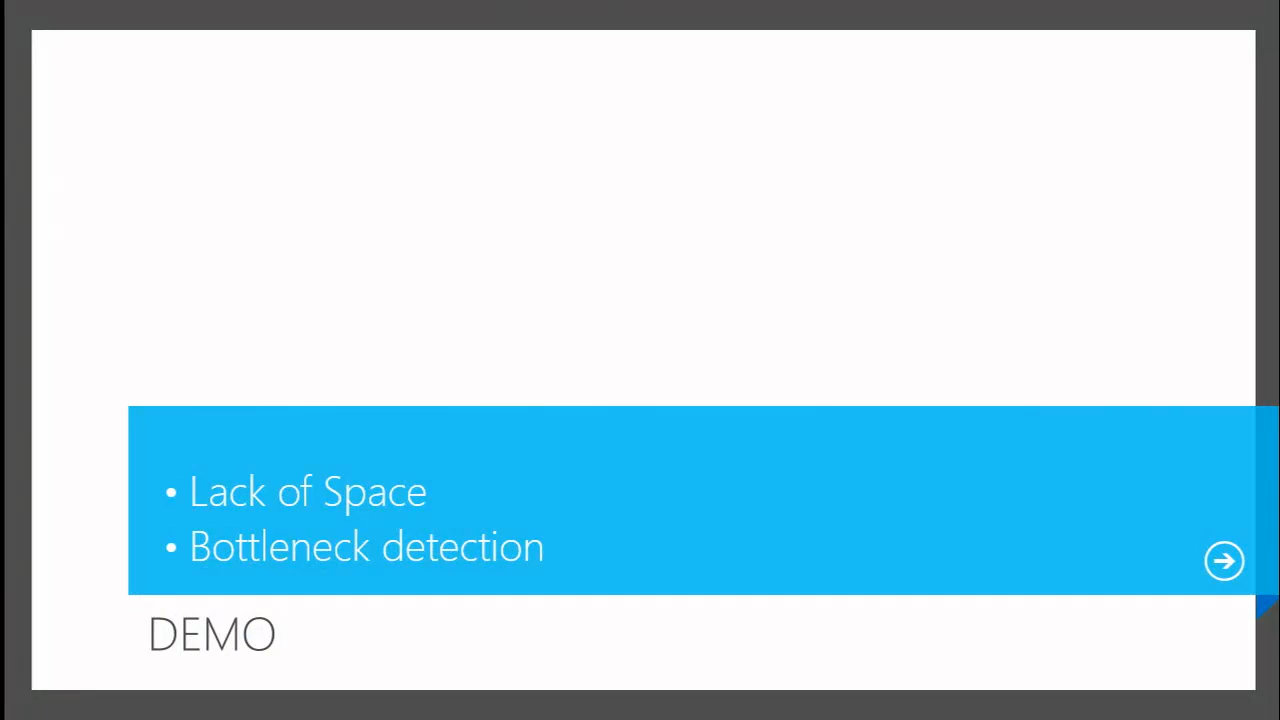 • Lack of Space
• Bottleneck detection
DEMO